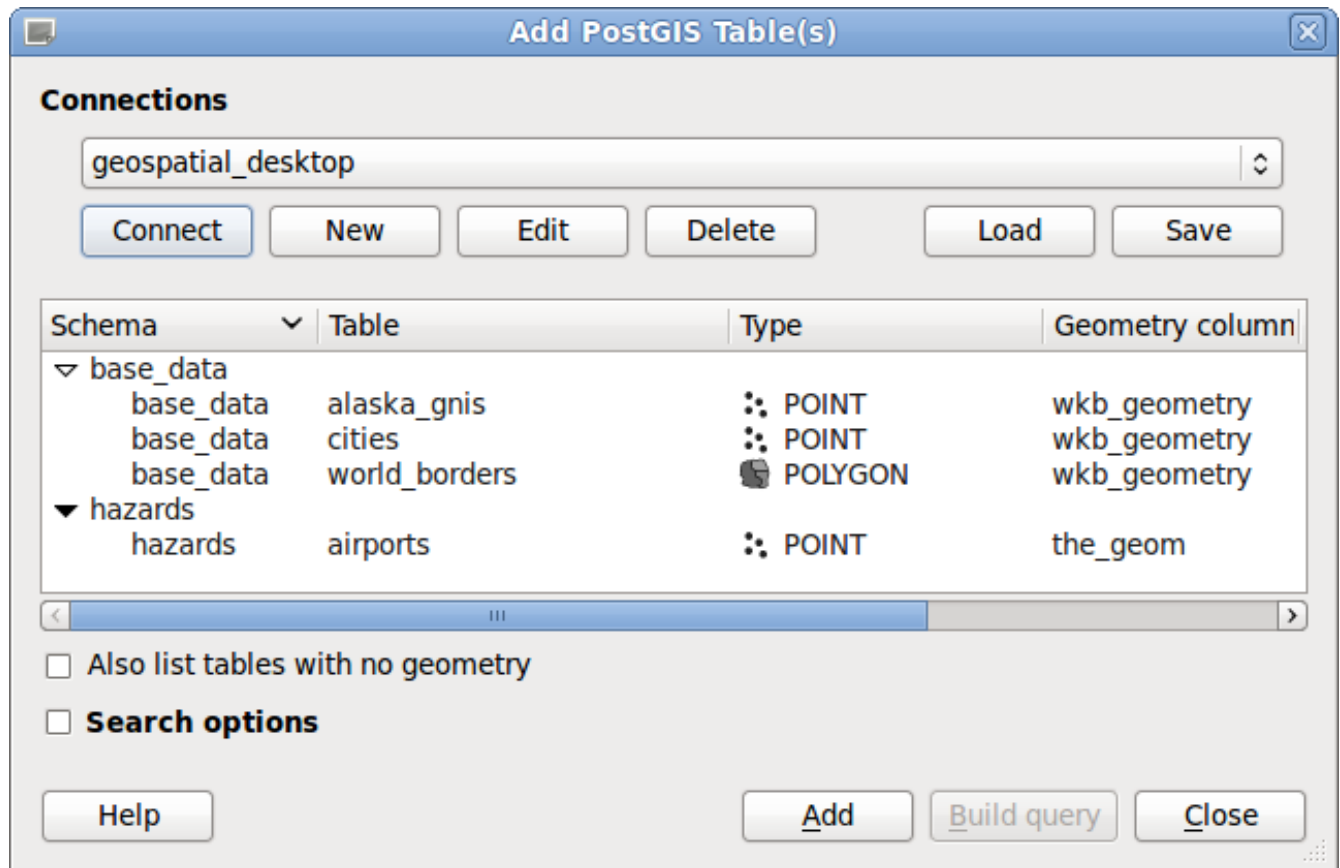 Add PostGIS Table(s)
Connections
geospatial_desktop
Connect New Edit Delete Load Save
Schema Table Type Geometry column
base_data
base_data alaska_gnis POINT wkb_geometry
base_data cities POINT wkb_geometry
base_data world_borders POLYGON wkb_geometry
hazards
hazards airports POINT the_geom
Also list tables with no geometry
Search options
Help Add Build query Close